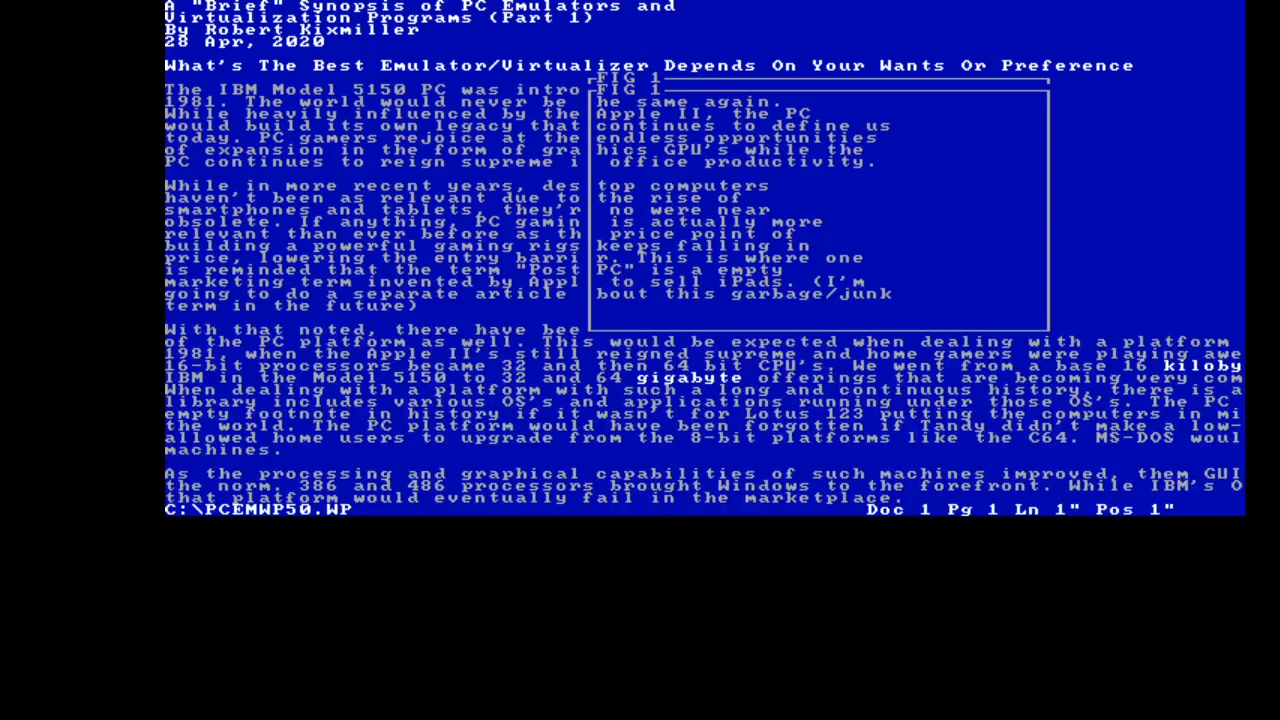 A "Brief" Synopsis of PC Emulators and
Virtualization Programs (Part 1)
By Robert Kixmiller
28 Apr, 2020
What's The Best Emulator/Virtualizer Depends On Your Wants Or Preference
FIG 1
The IBM Model 5150 PC was intro FIG 1
1981. The world would never be he same again.
While heavily influenced by the Apple II, the PC
would build its own legacy that continues to define us
today. PC gamers rejoice at the endless opportunities
of expansion in the form of gra hics GPU's while the
PC continues to reign supreme i office productivity.
While in more recent years, des top computers
haven't been as relevant due to the rise of
smartphones and tablets, they'r no were near
obsolete. If anything, PC gamin is actually more
relevant than ever before as th price point of
building a powerful gaming rigs keeps falling in
price, lowering the entry barri r. This is where one
is reminded that the term "Post PC" is a empty
marketing term invented by Appl to sell iPads. (I'm
going to do a separate article bout this garbage/junk
term in the future)
With that noted, there have bee
of the PC platform as well. This would be expected when dealing with a platform
1981, when the Apple II's still reigned supreme and home gamers were playing awe
16-bit processors became 32 and then 64 bit CPU's. We went from a base 16 kiloby
IBM in the Model 5150 to 32 and 64 gigabyte offerings that are becoming very com
When dealing with a platform with such a long and continuous history, there is a
library includes various OS's and applications running under those OS's. The PC
empty footnote in history if it wasn't for Lotus 123 putting the computers in mi
the world. The PC platform would have been forgotten if Tandy didn't make a low-
allowed home users to upgrade from the 8-bit platforms like the C64. MS-DOS woul
machines.
As the processing and graphical capabilities of such machines improved, them GUI
the norm. 386 and 486 processors brought Windows to the forefront. While IBM's O
that platform would eventually fail in the marketplace.
C:\PCEMWP50.WP Doc 1 Pg 1 Ln 1" Pos 1"